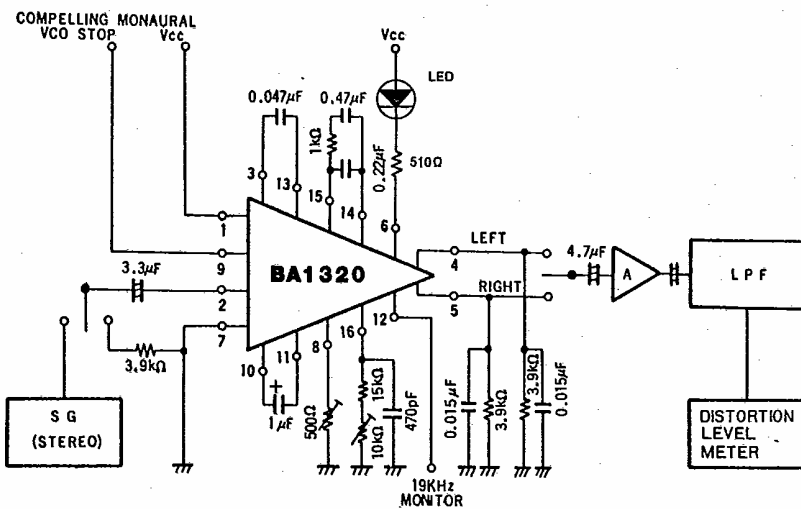 COMPELLING MONAURAL
VCO STOP
Vcc
Vcc
LED
0.047µF
0.47µF
1kΩ
0.22µF
510Ω
3
13
15
14
6
1
9
2
7
3.3µF
BA1320
4
LEFT
5
RIGHT
12
4.7µF
A
LPF
3.9kΩ
10
11
8
16
+
1µF
500Ω
15kΩ
10kΩ
470pF
0.015µF
3.9kΩ
3.9kΩ
0.015µF
SG
(STEREO)
19KHz
MONITOR
DISTORTION
LEVEL
METER